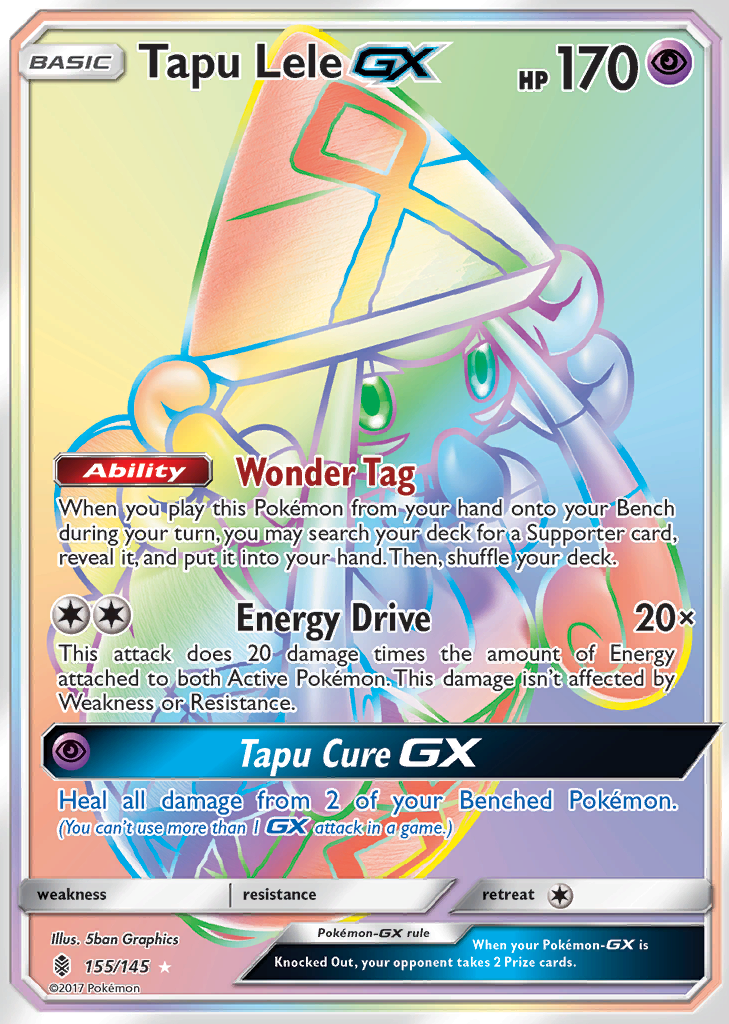 BASIC Tapu Lele GX HP 170
Ability Wonder Tag
When you play this Pokémon from your hand onto your Bench
during your turn, you may search your deck for a Supporter card,
reveal it, and put it into your hand. Then, shuffle your deck.
Energy Drive 20×
This attack does 20 damage times the amount of Energy
attached to both Active Pokémon. This damage isn't affected by
Weakness or Resistance.
Tapu Cure GX
Heal all damage from 2 of your Benched Pokémon.
(You can't use more than 1 GX attack in a game.)
weakness resistance retreat
Illus. 5ban Graphics
155/145
©2017 Pokémon
Pokémon-GX rule
When your Pokémon-GX is
Knocked Out, your opponent takes 2 Prize cards.